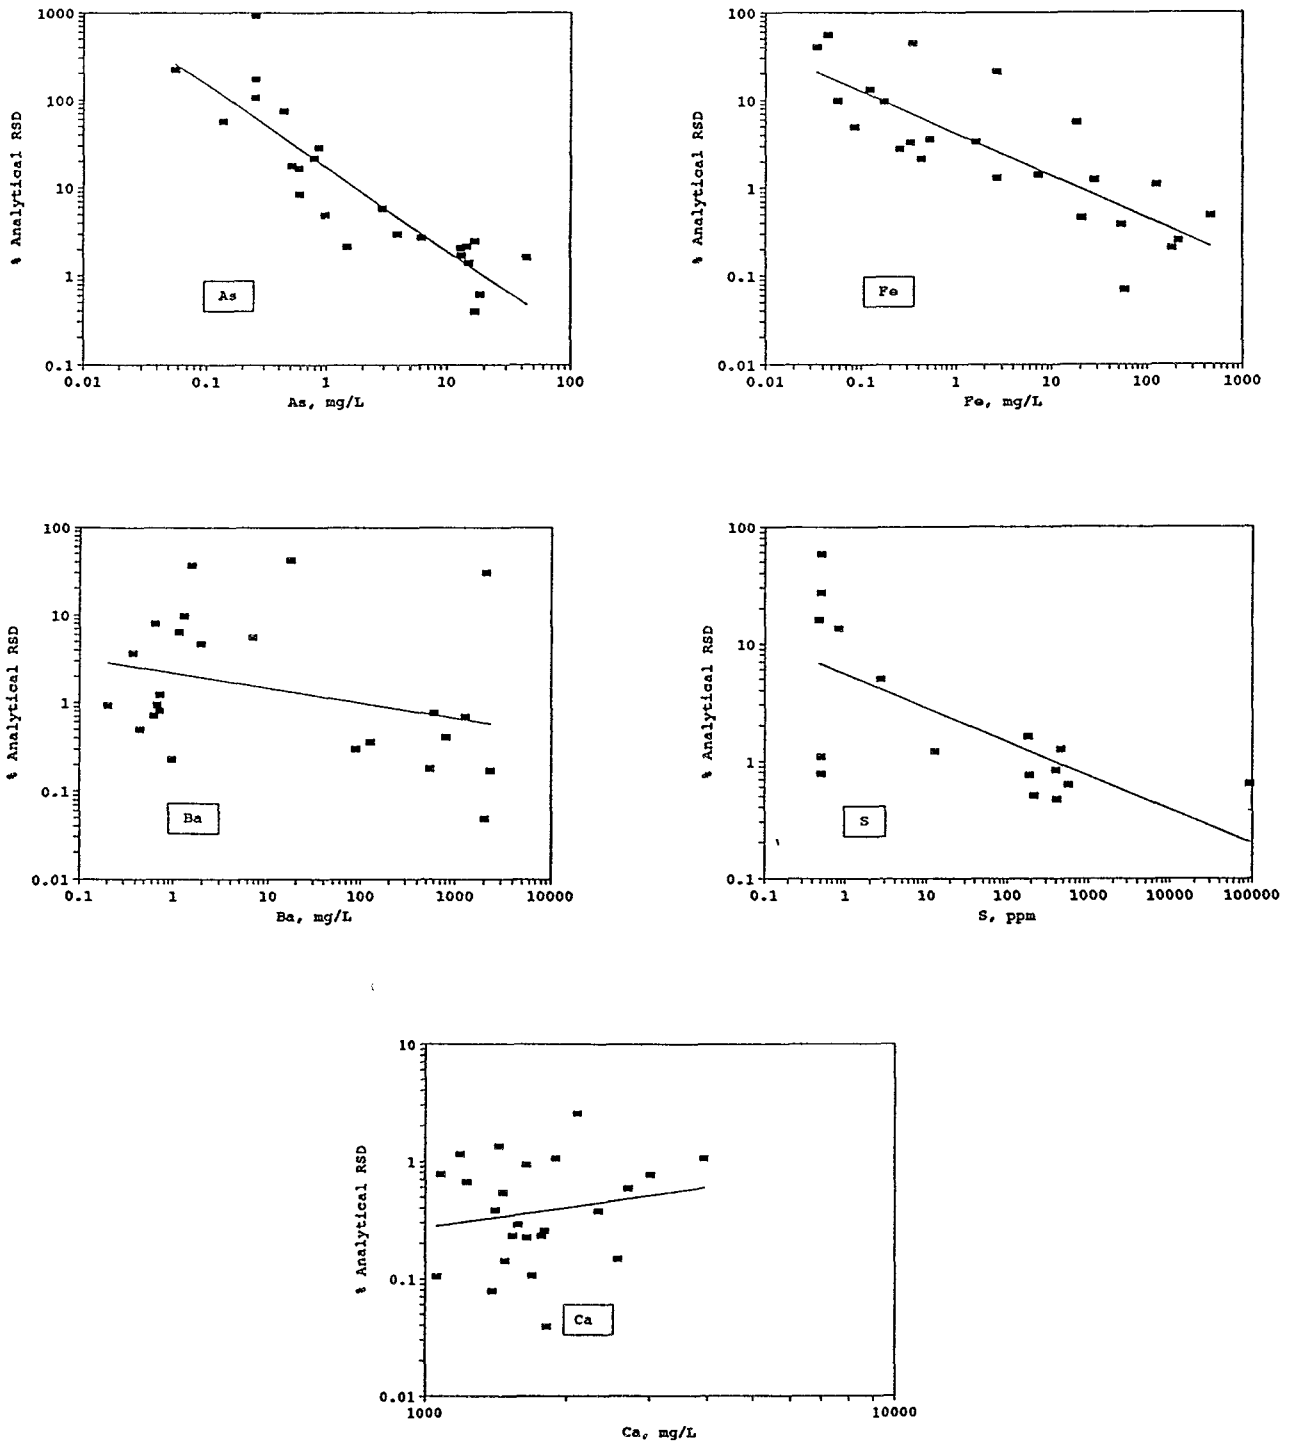 1000
100
10
1
0.1
% Analytical RSD
As
0.01 0.1 1 10 100
As, mg/L
100
10
1
0.1
0.01
% Analytical RSD
Fe
0.01 0.1 1 10 100 1000
Fe, mg/L
100
10
1
0.1
0.01
% Analytical RSD
Ba
0.1 1 10 100 1000 10000
Ba, mg/L
100
10
1
0.1
% Analytical RSD
S
0.1 1 10 100 1000 10000 100000
S, ppm
10
1
0.1
0.01
% Analytical RSD
Ca
1000 10000
Ca, mg/L